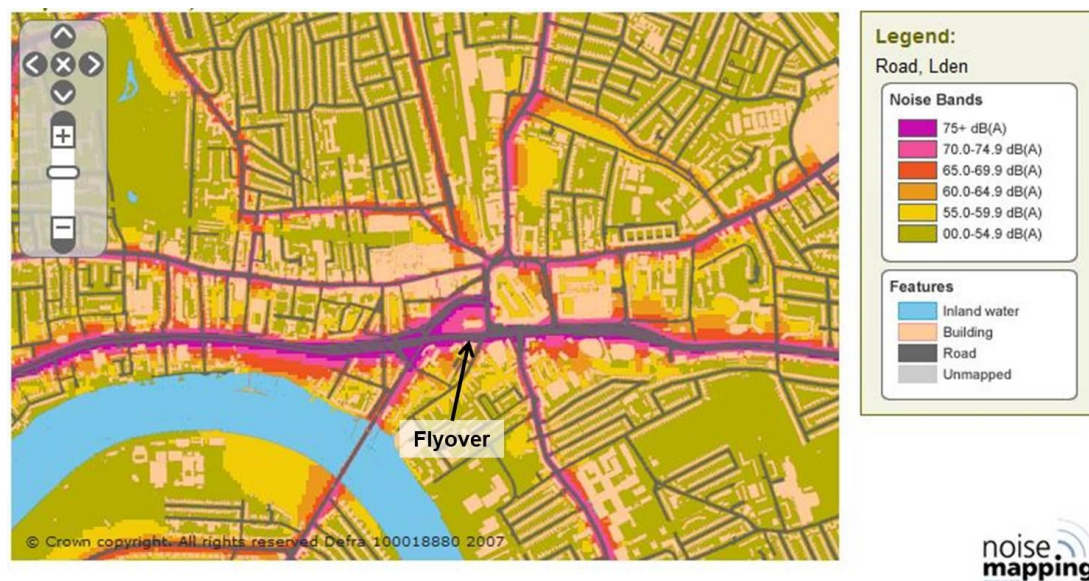 Flyover
© Crown copyright. All rights reserved Defra 100018880 2007
Legend:
Road, Lden
Noise Bands
75+ dB(A)
70.0-74.9 dB(A)
65.0-69.9 dB(A)
60.0-64.9 dB(A)
55.0-59.9 dB(A)
00.0-54.9 dB(A)
Features
Inland water
Building
Road
Unmapped
noise
mapping